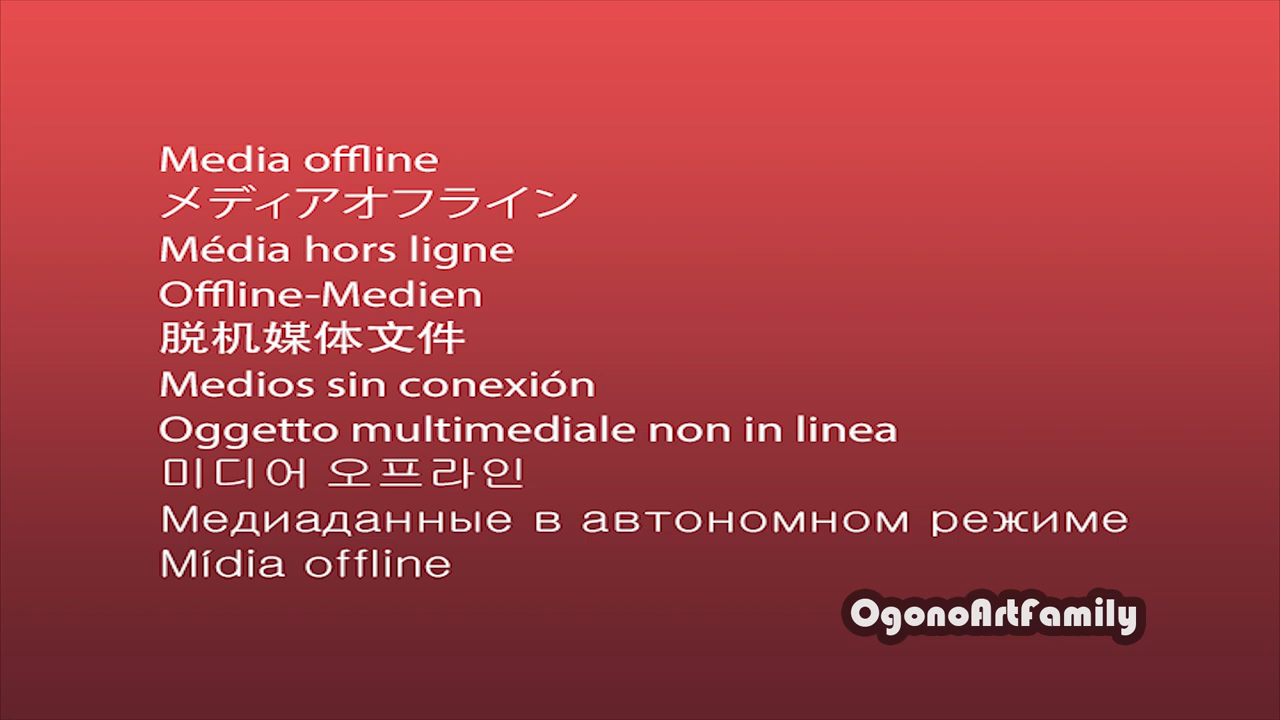 Media offline
メディアオフライン
Média hors ligne
Offline-Medien
脱机媒体文件
Medios sin conexión
Oggetto multimediale non in linea
미디어 오프라인
Медиаданные в автономном режиме
Mídia offline
OgonoArtFamily